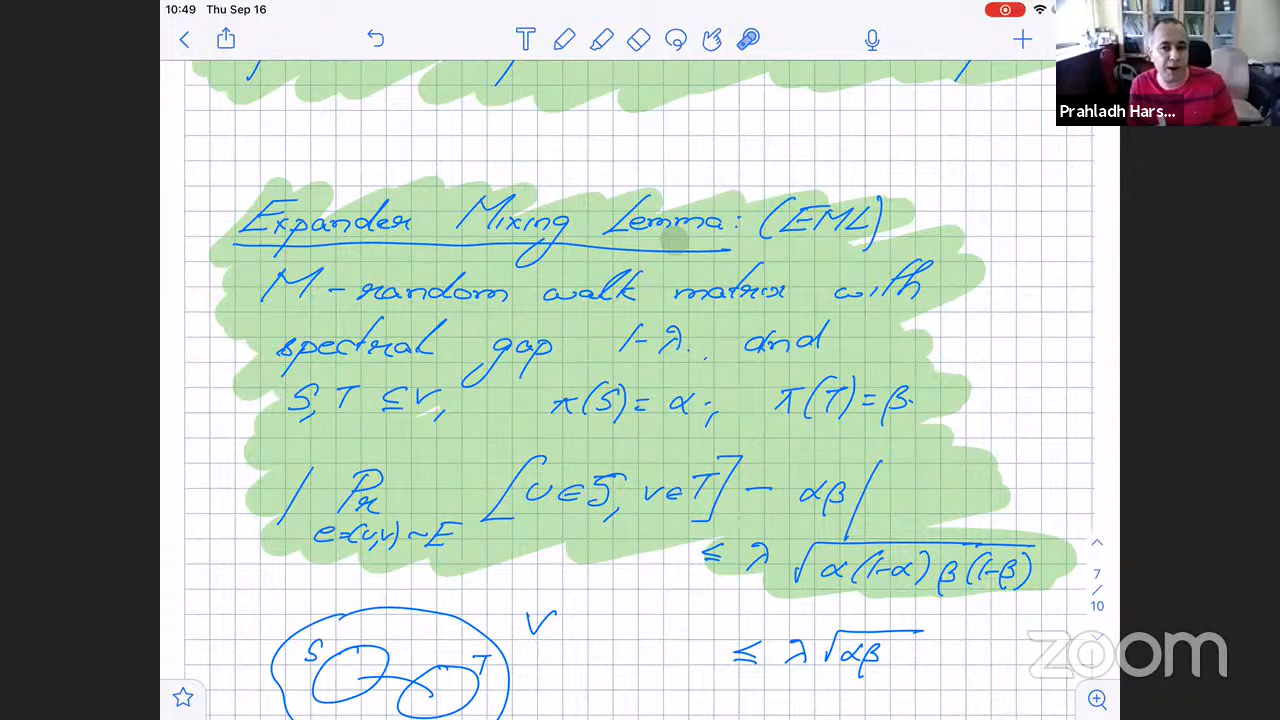 10:49 Thu Sep 16
Prahladh Hars...
Expander Mixing Lemma: (EML)
M - random walk matrix with
spectral gap 1-λ. and
S, T ⊆ V, π(S) = α ; π(T) = β.
| Pr [u ∈ S, v ∈ T] - αβ |
e=(u,v) ~ E
≤ λ √α(1-α) β(1-β)
V
S T
≤ λ √αβ
7
/
10
zoom